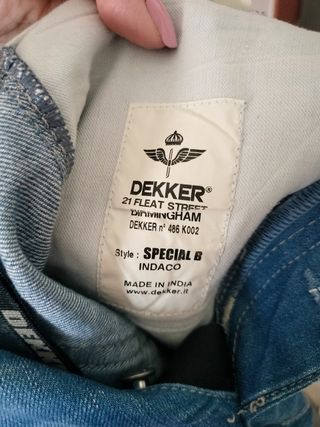 DEKKER®
21 FLEAT STREET
BIRMINGHAM
DEKKER n° 486 K002
Style : SPECIAL B
INDACO
MADE IN INDIA
www.dekker.it